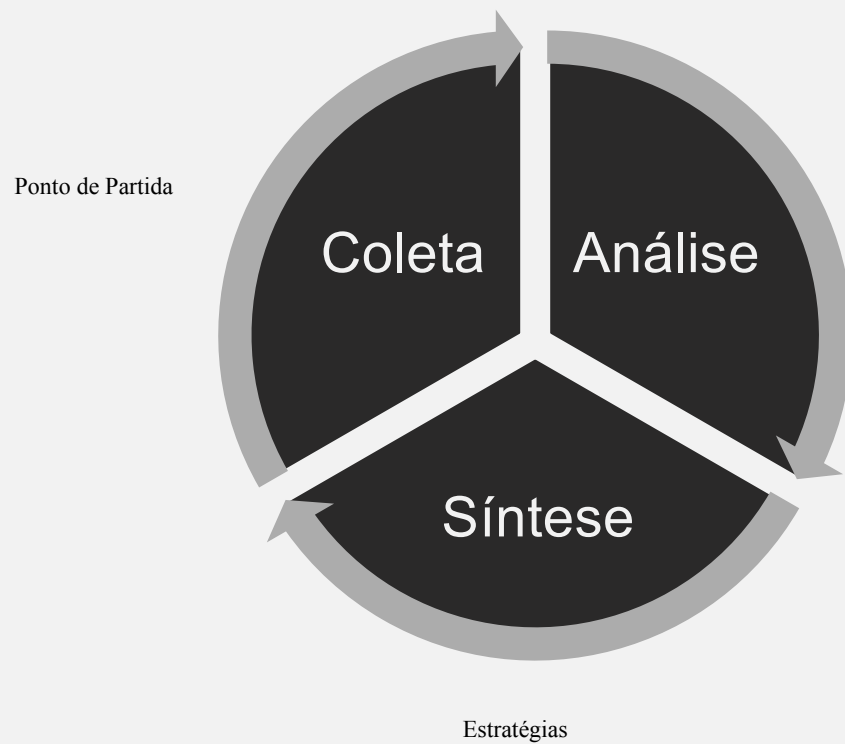 Ponto de Partida
Coleta
Análise
Síntese
Estratégias